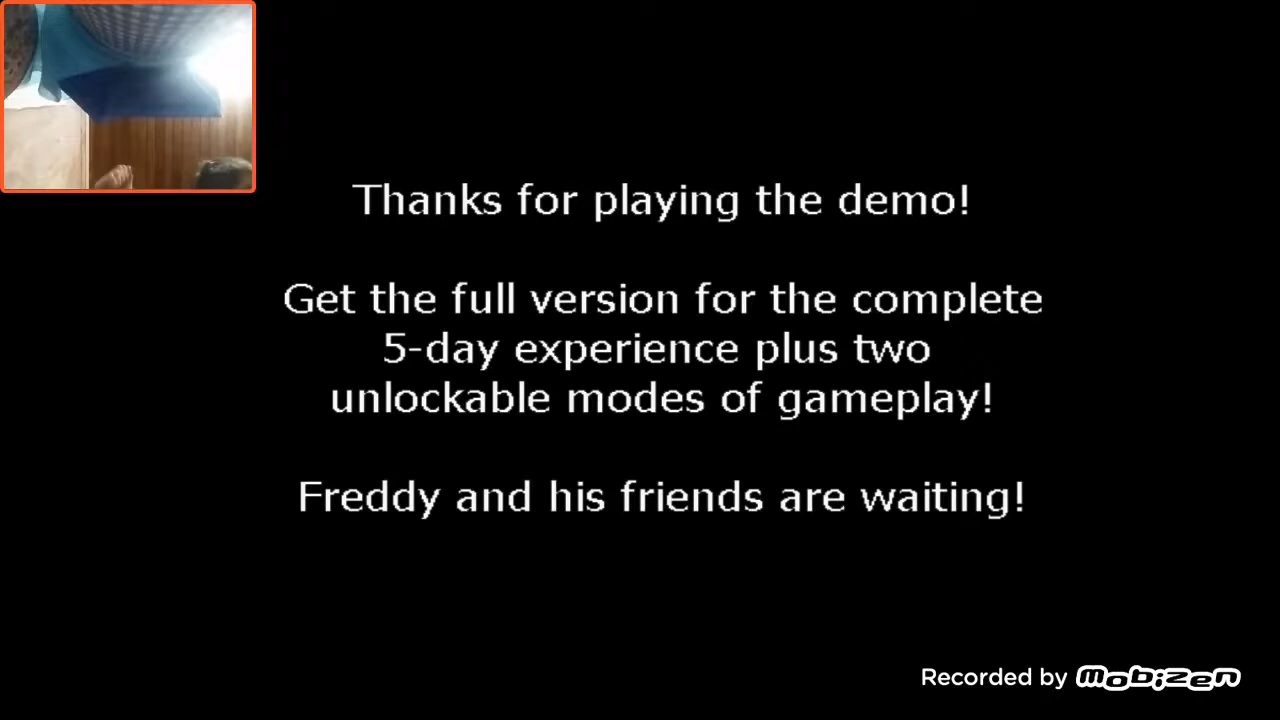 Thanks for playing the demo!
Get the full version for the complete
5-day experience plus two
unlockable modes of gameplay!
Freddy and his friends are waiting!
Recorded by mobizen